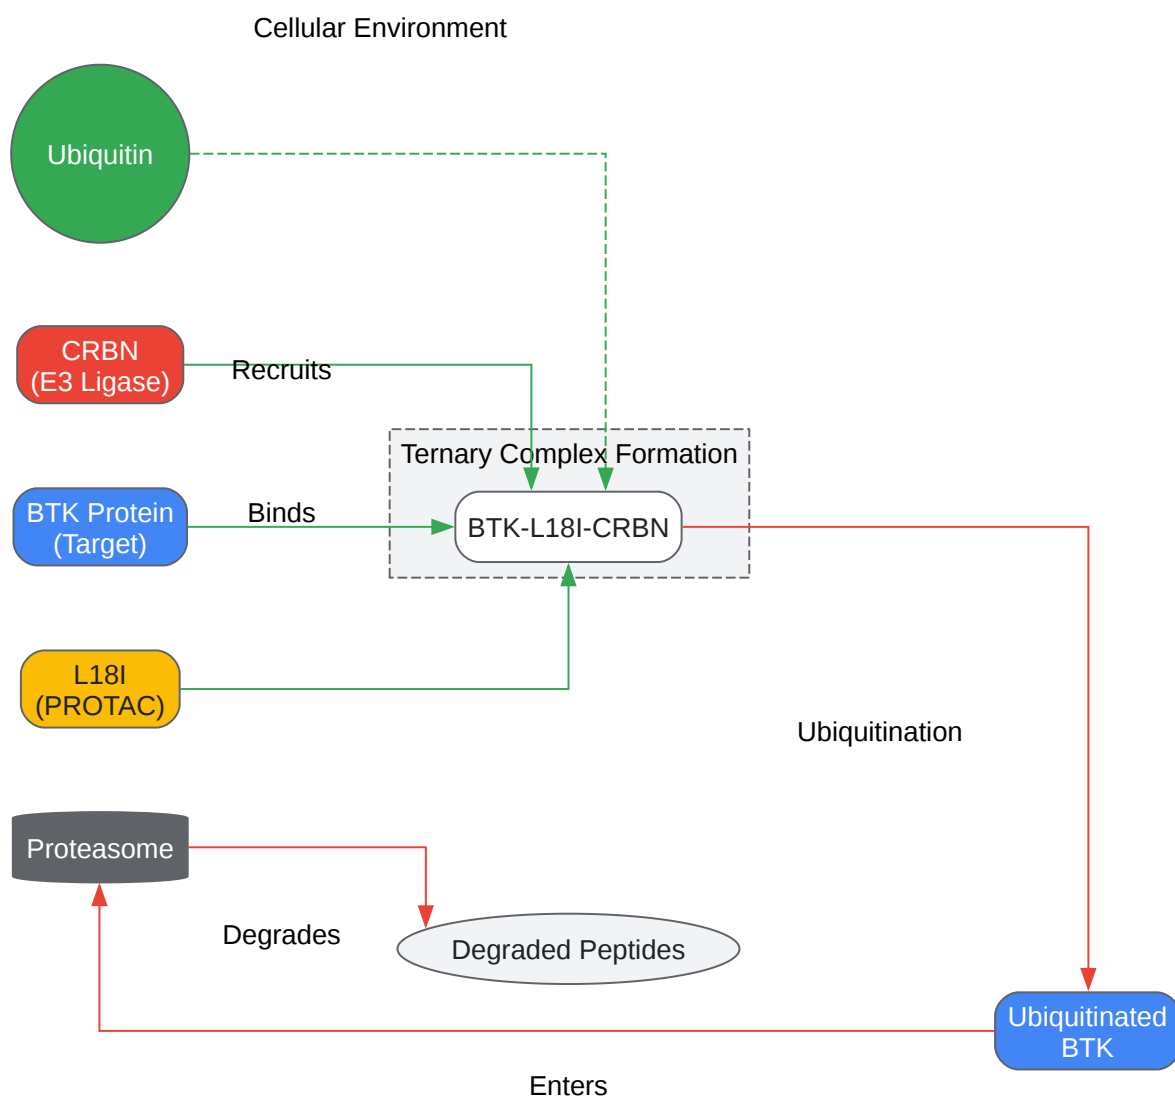 Cellular Environment
Ubiquitin
CRBN
(E3 Ligase)
Recruits
Ternary Complex Formation
BTK Protein
(Target)
Binds
BTK-L18I-CRBN
L18I
(PROTAC)
Ubiquitination
Proteasome
Degrades
Degraded Peptides
Ubiquitinated
BTK
Enters